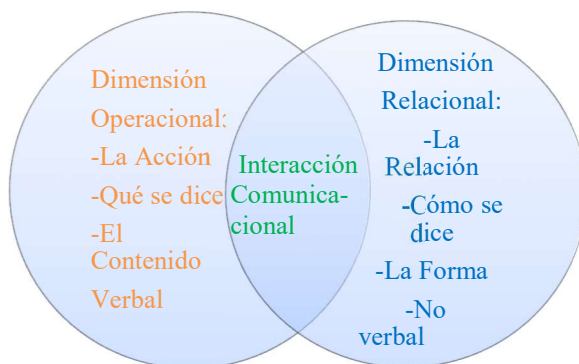 Dimensión
Operacional:
-La Acción
-Qué se dice
-El
Contenido
Verbal
Interacción
Comunica-
cional
Dimensión
Relacional:
-La
Relación
-Cómo se
dice
-La Forma
-No
verbal